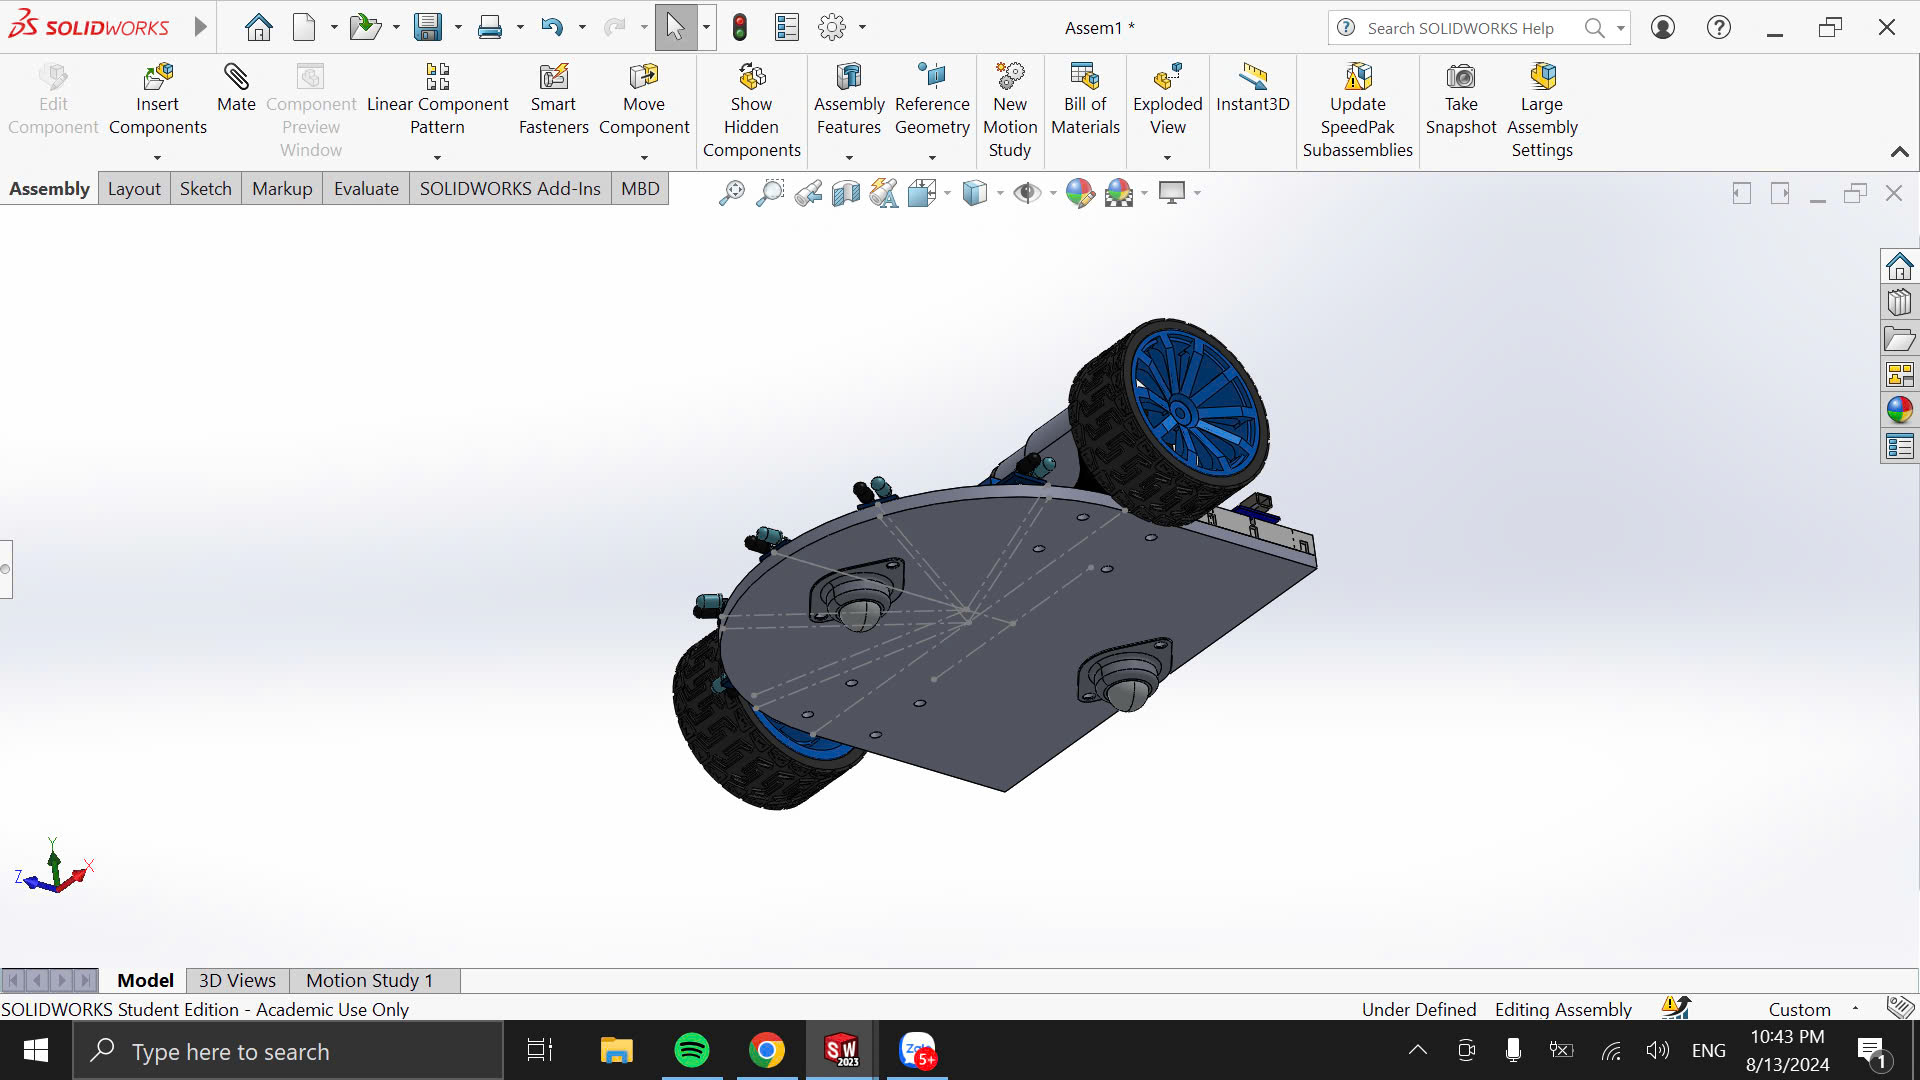 SOLIDWORKS
Assem1 *
Search SOLIDWORKS Help
Edit Component
Insert Components
Mate
Component Preview Window
Linear Component Pattern
Smart Fasteners
Move Component
Show Hidden Components
Assembly Features
Reference Geometry
New Motion Study
Bill of Materials
Exploded View
Instant3D
Update SpeedPak Subassemblies
Take Snapshot
Large Assembly Settings
Assembly
Layout
Sketch
Markup
Evaluate
SOLIDWORKS Add-Ins
MBD
Y
X
Z
Model
3D Views
Motion Study 1
SOLIDWORKS Student Edition - Academic Use Only
Under Defined
Editing Assembly
Custom
Type here to search
SW
2023
5+
ENG
10:43 PM
8/13/2024
1